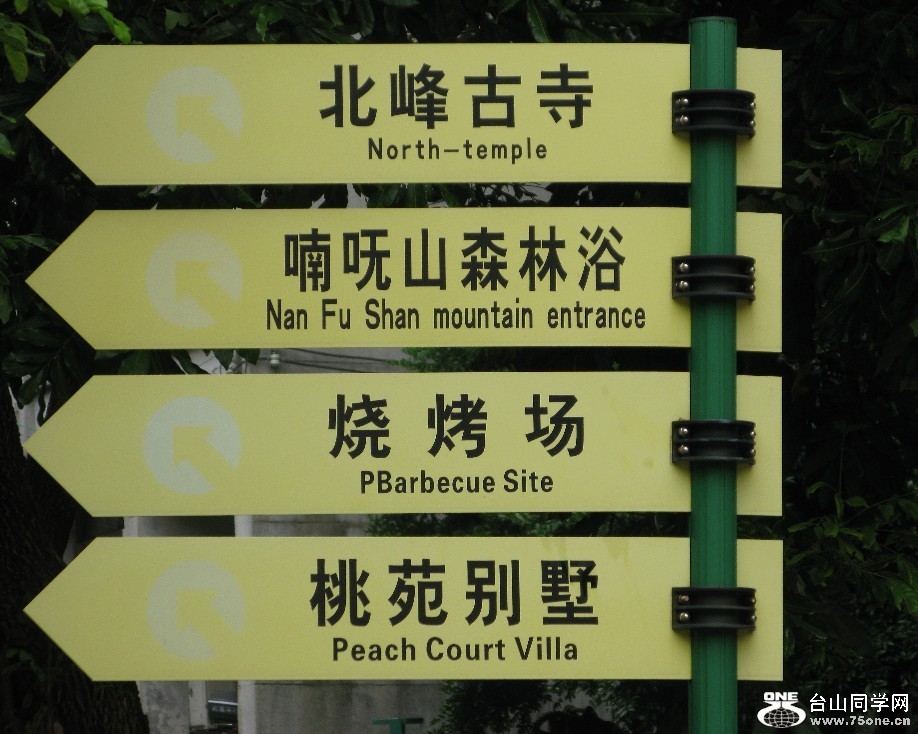 北峰古寺
North-temple
喃呒山森林浴
Nan Fu Shan mountain entrance
烧烤场
PBarbecue Site
桃苑别墅
Peach Court Villa
ONE 台山同学网
www.75one.cn